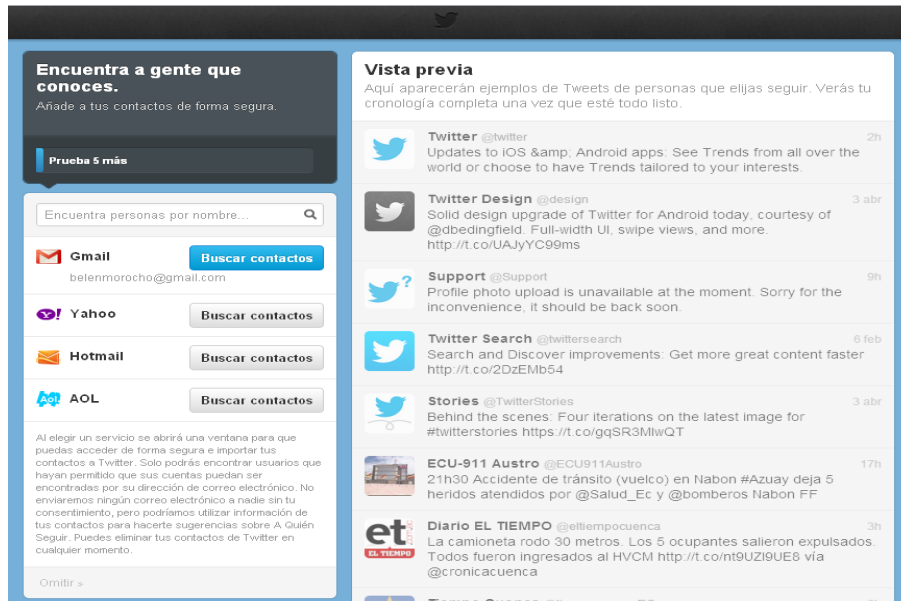 Encuentra a gente que
conoces.
Añade a tus contactos de forma segura.
Prueba 5 más
Encuentra personas por nombre...
Gmail
Buscar contactos
belenmorocho@gmail.com
Yahoo
Buscar contactos
Hotmail
Buscar contactos
Aol
AOL
Buscar contactos
Al elegir un servicio se abrirá una ventana para que
puedas acceder de forma segura e importar tus
contactos a Twitter. Solo podrás encontrar usuarios que
hayan permitido que sus cuentas puedan ser
encontradas por su dirección de correo electrónico. No
enviaremos ningún correo electrónico a nadie sin tu
consentimiento, pero podríamos utilizar información de
tus contactos para hacerte sugerencias sobre A Quién
Seguir. Puedes eliminar tus contactos de Twitter en
cualquier momento.
Omitir »
Vista previa
Aquí aparecerán ejemplos de Tweets de personas que elijas seguir. Verás tu
cronología completa una vez que esté todo listo.
Twitter @twitter 2h
Updates to iOS &amp; Android apps: See Trends from all over the
world or choose to have Trends tailored to your interests.
Twitter Design @design 3 abr
Solid design upgrade of Twitter for Android today, courtesy of
@dbedingfield. Full-width UI, swipe views, and more.
http://t.co/UAJyYC99ms
Support @Support 9h
Profile photo upload is unavailable at the moment. Sorry for the
inconvenience, it should be back soon.
Twitter Search @twittersearch 6 feb
Search and Discover improvements: Get more great content faster
http://t.co/2DzEMb54
Stories @TwitterStories 3 abr
Behind the scenes: Four iterations on the latest image for
#twitterstories https://t.co/gqSR3MlwQT
ECU-911 Austro @ECU911Austro 17h
21h30 Accidente de tránsito (vuelco) en Nabon #Azuay deja 5
heridos atendidos por @Salud_Ec y @bomberos Nabon FF
et
EL TIEMPO
Diario EL TIEMPO @eltiempocuenca 3h
La camioneta rodo 30 metros. Los 5 ocupantes salieron expulsados.
Todos fueron ingresados al HVCM http://t.co/nt9UZI9UE8 vía
@cronicacuenca